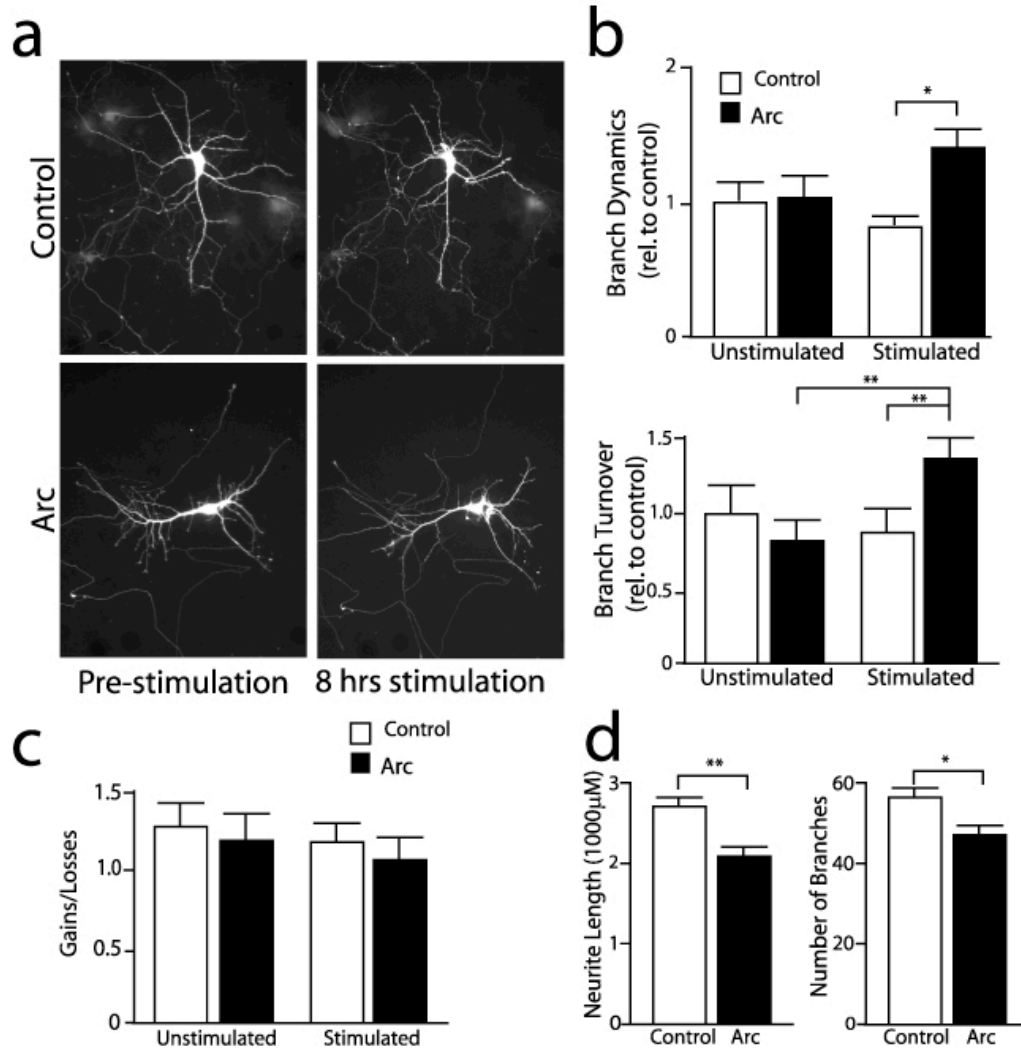 a
Control
Arc
Pre-stimulation
8 hrs stimulation
b
Control
Arc
Branch Dynamics
(rel. to control)
2
1
0
*
Unstimulated
Stimulated
Branch Turnover
(rel. to control)
1.5
1.0
0.5
0
**
**
Unstimulated
Stimulated
c
Control
Arc
Gains/Losses
1.5
1.0
0.5
0
Unstimulated
Stimulated
d
Neurite Length (1000µM)
3
2
1
0
**
Control
Arc
Number of Branches
60
40
20
0
*
Control
Arc